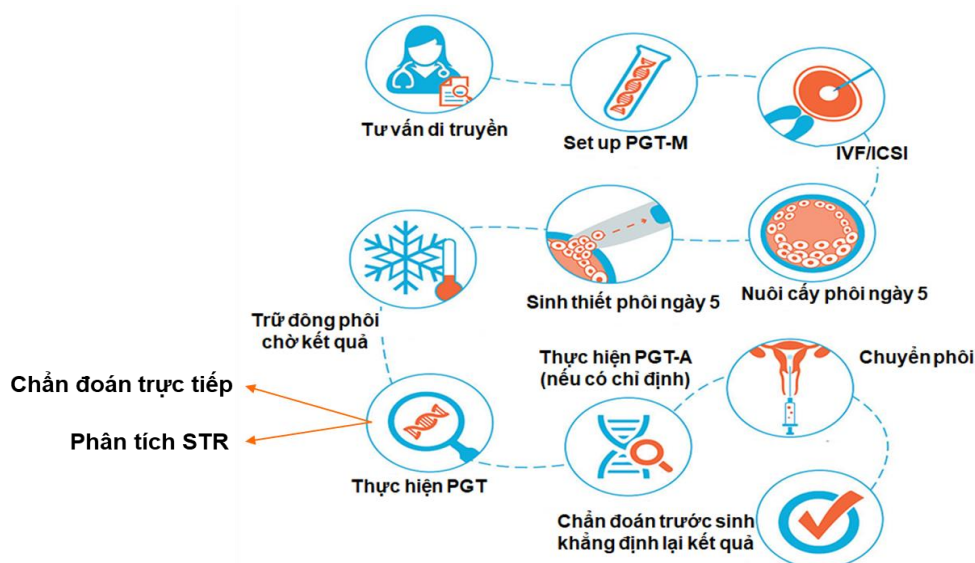 Tư vấn di truyền
Set up PGT-M
IVF/ICSI
Nuôi cấy phôi ngày 5
Sinh thiết phôi ngày 5
Trữ đông phôi
chờ kết quả
Chẩn đoán trực tiếp
Phân tích STR
Thực hiện PGT
Thực hiện PGT-A
(nếu có chỉ định)
Chuyển phôi
Chẩn đoán trước sinh
khẳng định lại kết quả